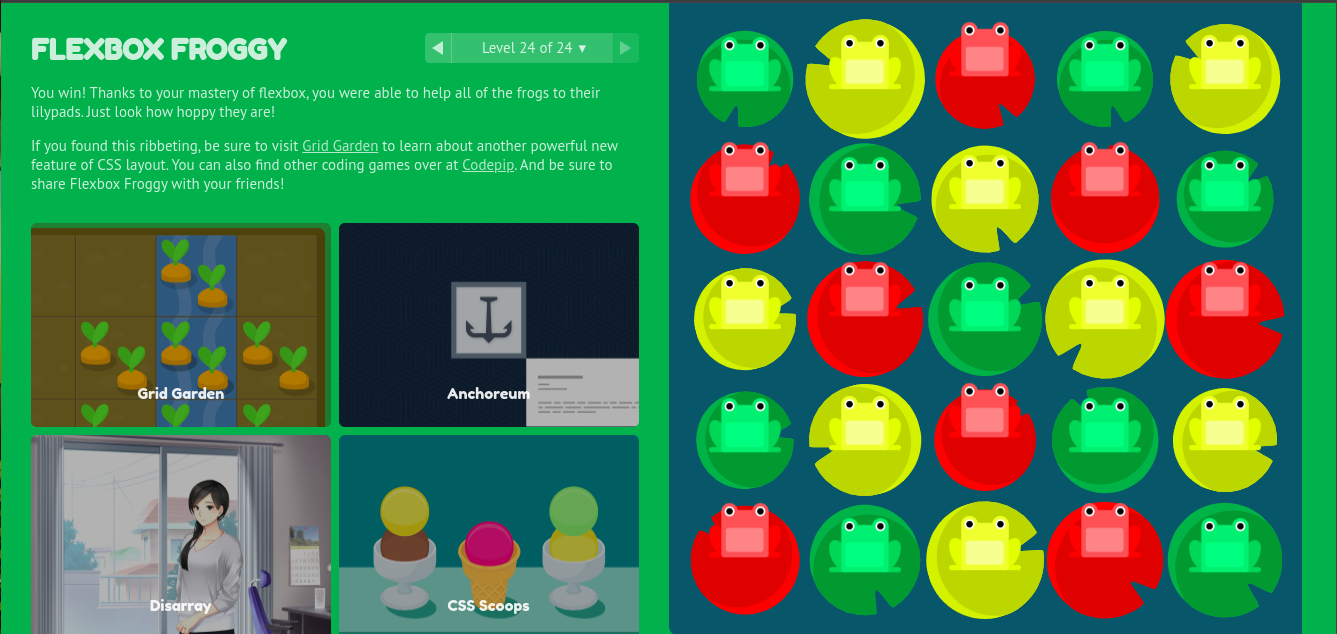 FLEXBOX FROGGY
Level 24 of 24 ▼
You win! Thanks to your mastery of flexbox, you were able to help all of the frogs to their
lilypads. Just look how hoppy they are!
If you found this ribbeting, be sure to visit Grid Garden to learn about another powerful new
feature of CSS layout. You can also find other coding games over at Codepip. And be sure to
share Flexbox Froggy with your friends!
Grid Garden
Anchoreum
Disarray
CSS Scoops